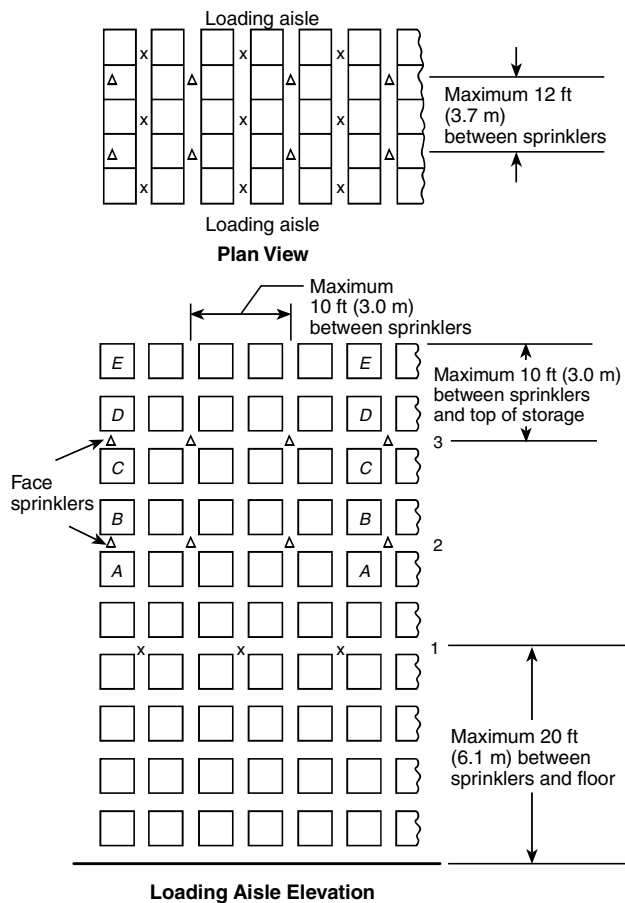 Loading aisle
x x x
Δ Δ Δ Δ
x x x
Δ Δ Δ Δ
x x x
Maximum 12 ft
(3.7 m)
between sprinklers
Loading aisle
Plan View
Maximum
10 ft (3.0 m)
between sprinklers
E E
Maximum 10 ft (3.0 m)
between sprinklers
and top of storage
D D
Δ Δ Δ Δ 3
C C
Face
sprinklers
B B
Δ Δ Δ Δ 2
A A
x x x 1
Maximum 20 ft
(6.1 m) between
sprinklers and floor
Loading Aisle Elevation